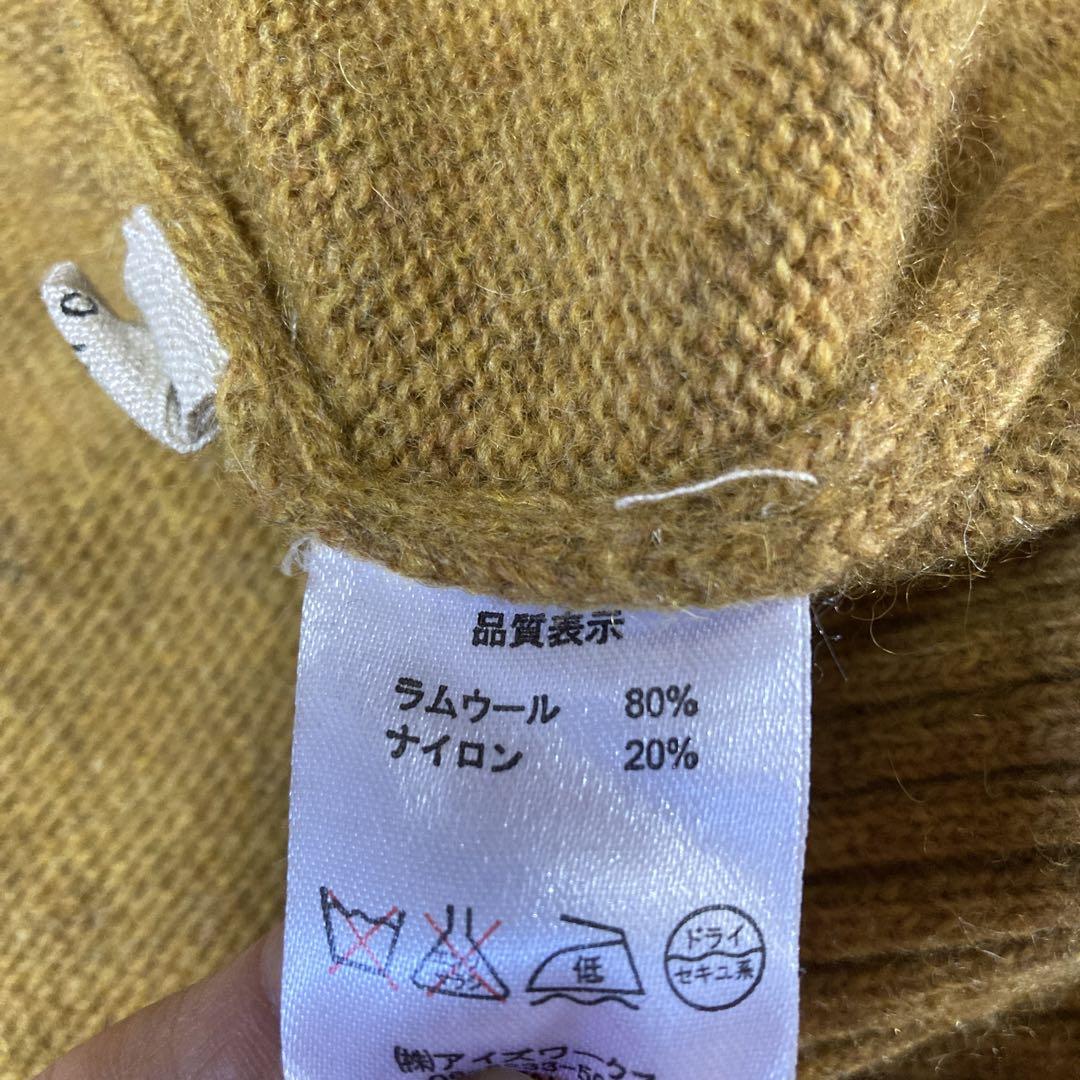 品質表示
ラムウール 80%
ナイロン 20%
低
ドライ
セキユ系